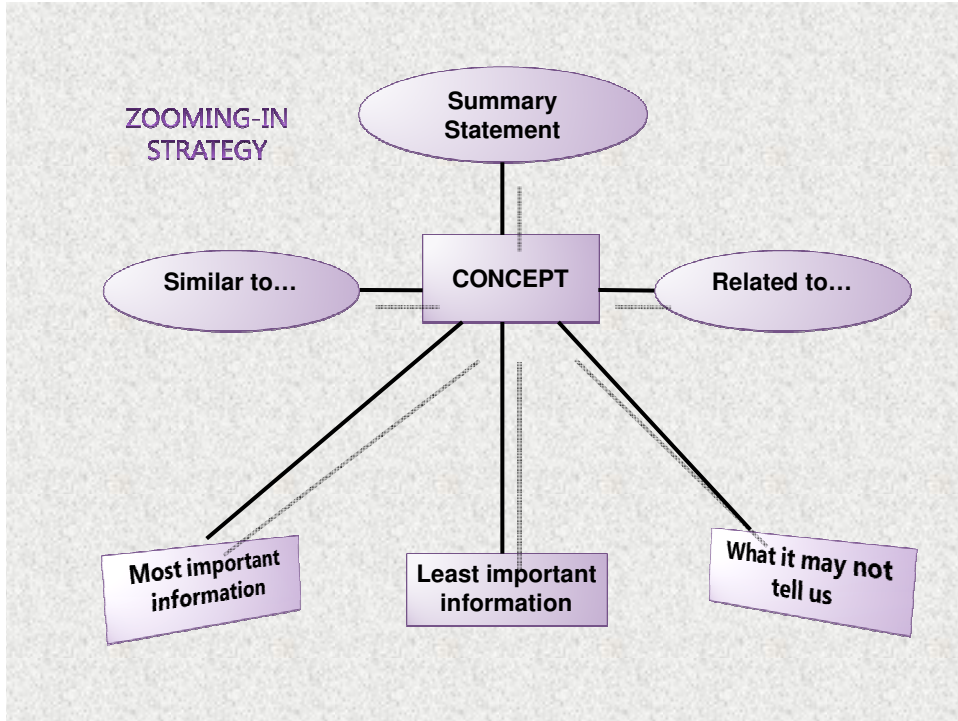 ZOOMING-IN
STRATEGY
Summary
Statement
Similar to…
CONCEPT
Related to…
Most important
information
Least important
information
What it may not
tell us